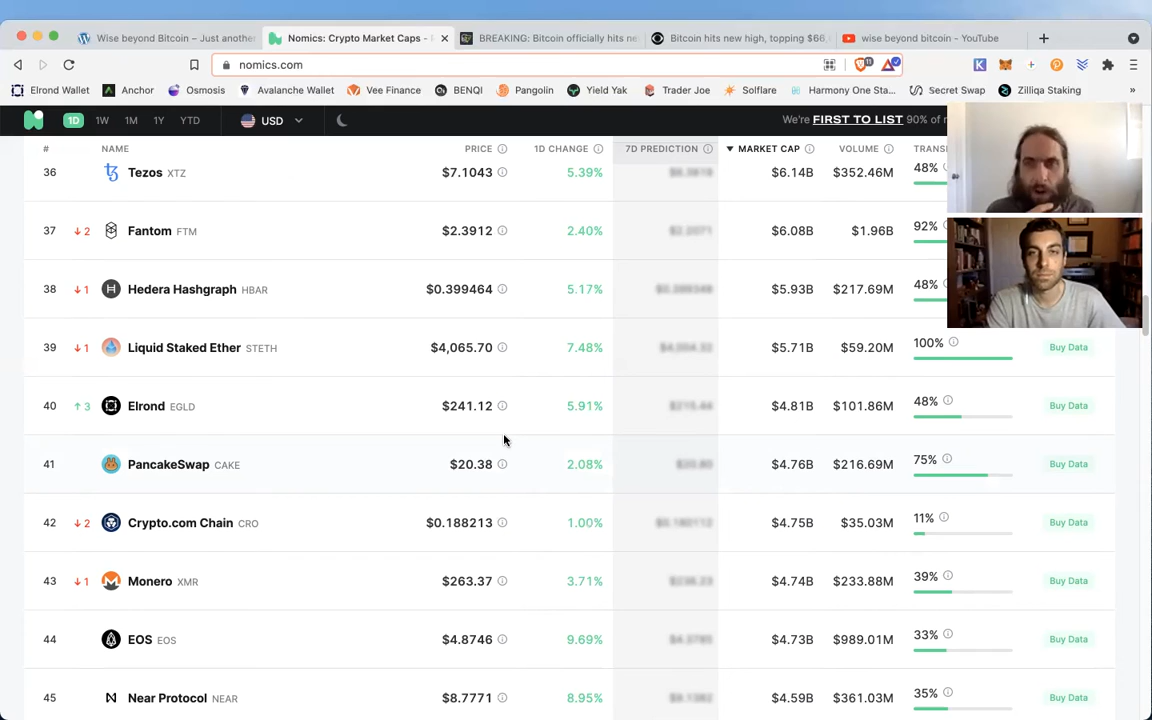 Wise beyond Bitcoin – Just another
Nomics: Crypto Market Caps -
BREAKING: Bitcoin officially hits ne
Bitcoin hits new high, topping $66,
wise beyond bitcoin - YouTube
nomics.com
11
Elrond Wallet
Anchor
Osmosis
Avalanche Wallet
Vee Finance
BENQI
Pangolin
Yield Yak
Trader Joe
Solflare
Harmony One Sta...
Secret Swap
Zilliqa Staking
1D 1W 1M 1Y YTD USD We're FIRST TO LIST 90% of
# NAME PRICE 1D CHANGE 7D PREDICTION MARKET CAP VOLUME TRANS
36 Tezos XTZ $7.1043 5.39% $6.14B $352.46M 48%
37 2 Fantom FTM $2.3912 2.40% $6.08B $1.96B 92%
38 1 Hedera Hashgraph HBAR $0.399464 5.17% $5.93B $217.69M 48%
39 1 Liquid Staked Ether STETH $4,065.70 7.48% $5.71B $59.20M 100% Buy Data
40 3 Elrond EGLD $241.12 5.91% $4.81B $101.86M 48% Buy Data
41 PancakeSwap CAKE $20.38 2.08% $4.76B $216.69M 75% Buy Data
42 2 Crypto.com Chain CRO $0.188213 1.00% $4.75B $35.03M 11% Buy Data
43 1 Monero XMR $263.37 3.71% $4.74B $233.88M 39% Buy Data
44 EOS EOS $4.8746 9.69% $4.73B $989.01M 33% Buy Data
45 Near Protocol NEAR $8.7771 8.95% $4.59B $361.03M 35% Buy Data